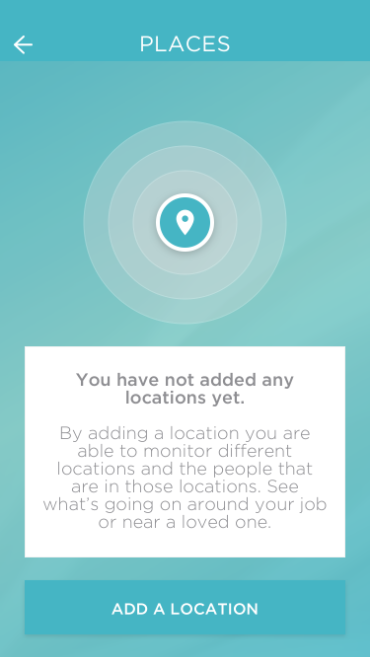 PLACES
You have not added any
locations yet.
By adding a location you are
able to monitor different
locations and the people that
are in those locations. See
what's going on around your job
or near a loved one.
ADD A LOCATION